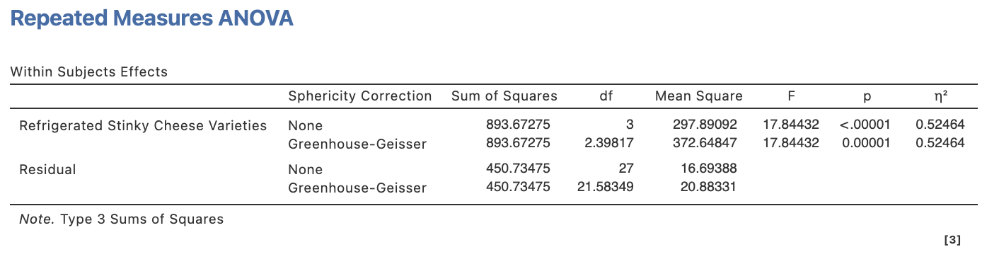 Repeated Measures ANOVA
Within Subjects Effects
Sphericity Correction Sum of Squares df Mean Square F p η²
Refrigerated Stinky Cheese Varieties None 893.67275 3 297.89092 17.84432 <.00001 0.52464
Greenhouse-Geisser 893.67275 2.39817 372.64847 17.84432 0.00001 0.52464
Residual None 450.73475 27 16.69388
Greenhouse-Geisser 450.73475 21.58349 20.88331
Note. Type 3 Sums of Squares
[3]